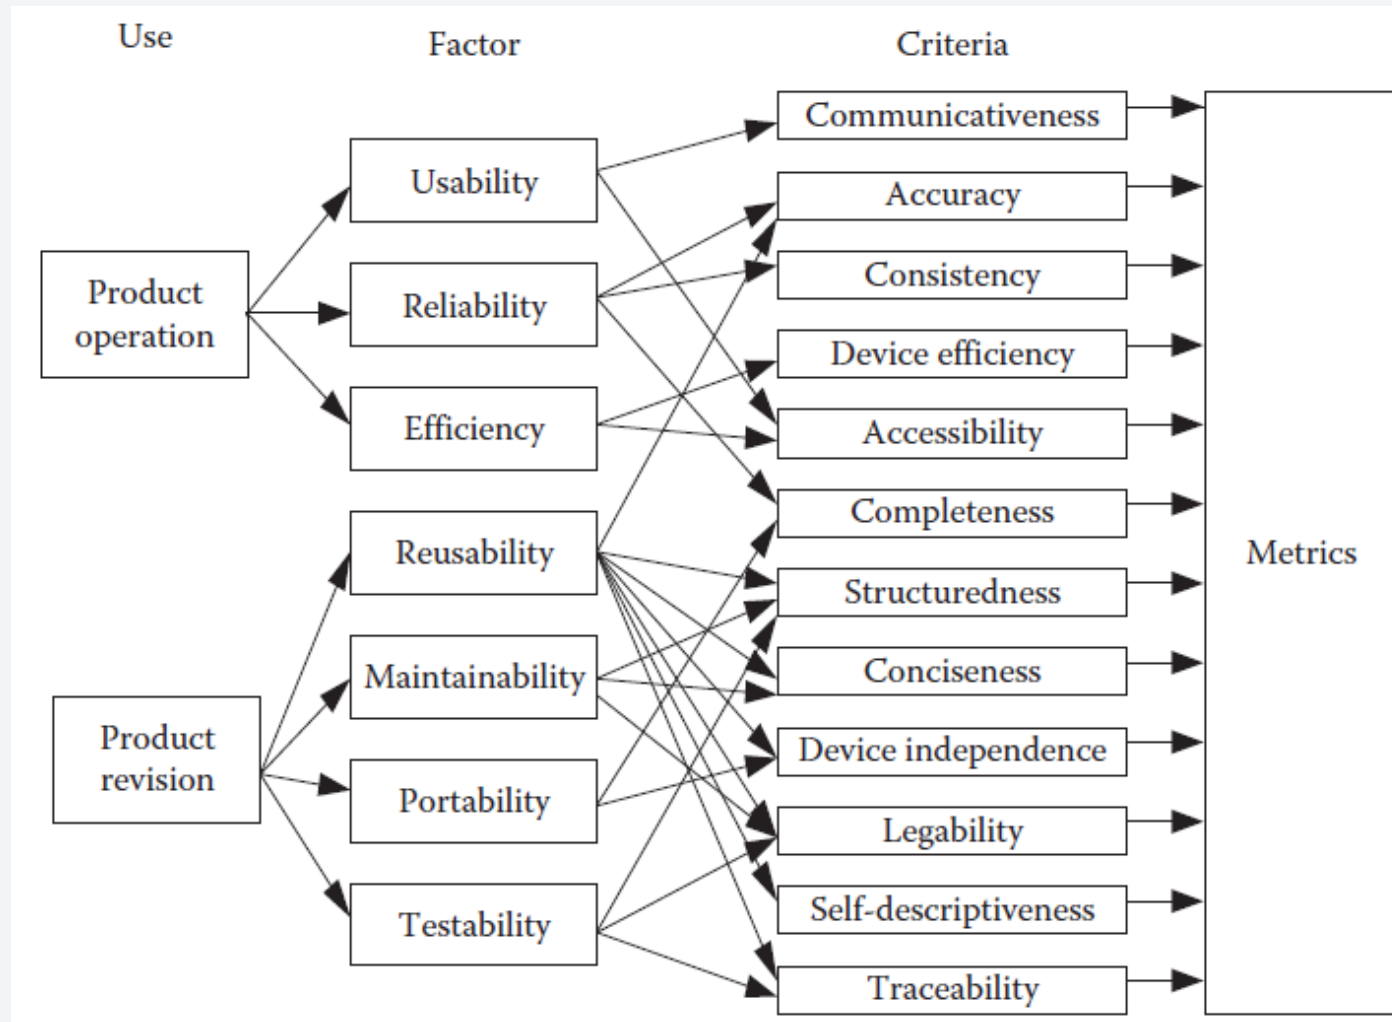 Use
Factor
Criteria
Product
operation
Product
revision
Usability
Reliability
Efficiency
Reusability
Maintainability
Portability
Testability
Communicativeness
Accuracy
Consistency
Device efficiency
Accessibility
Completeness
Structuredness
Conciseness
Device independence
Legability
Self-descriptiveness
Traceability
Metrics